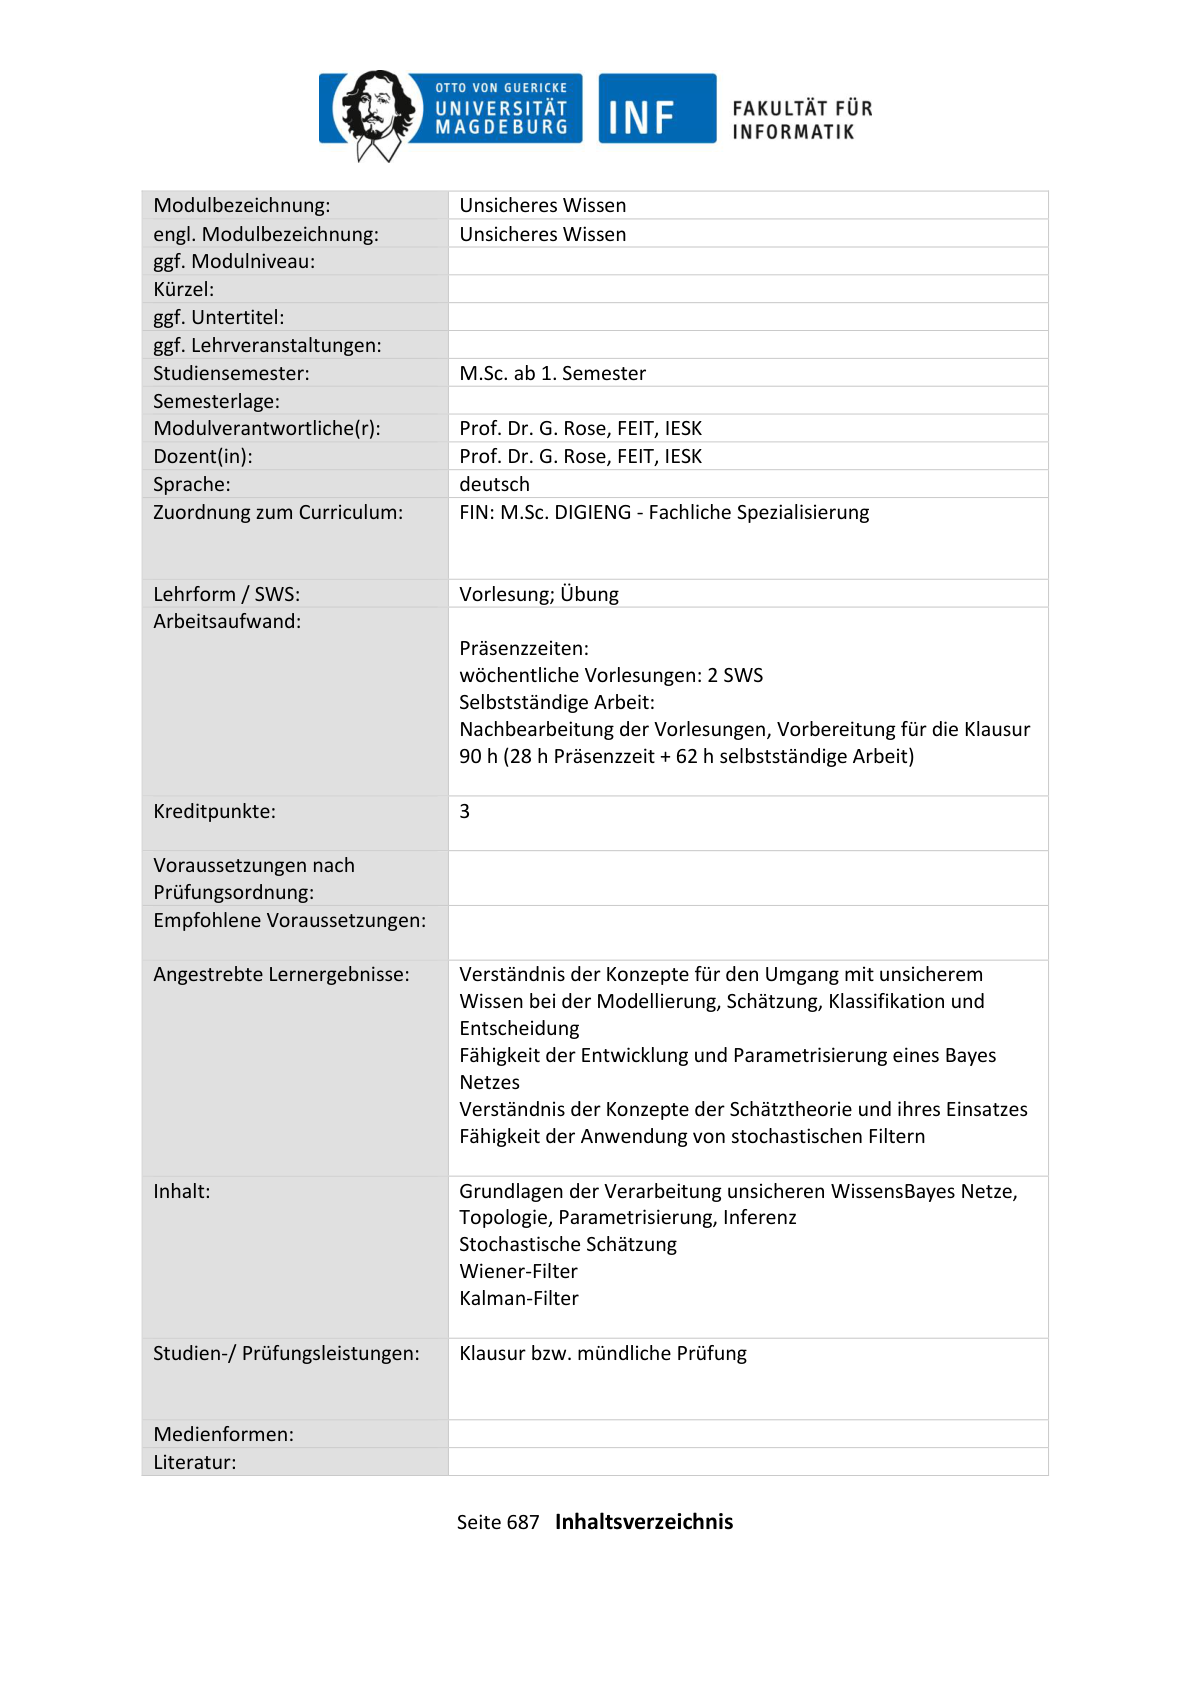 OTTO VON GUERICKE
UNIVERSITÄT
MAGDEBURG
INF
FAKULTÄT FÜR
INFORMATIK
Modulbezeichnung: Unsicheres Wissen
engl. Modulbezeichnung: Unsicheres Wissen
ggf. Modulniveau:
Kürzel:
ggf. Untertitel:
ggf. Lehrveranstaltungen:
Studiensemester: M.Sc. ab 1. Semester
Semesterlage:
Modulverantwortliche(r): Prof. Dr. G. Rose, FEIT, IESK
Dozent(in): Prof. Dr. G. Rose, FEIT, IESK
Sprache: deutsch
Zuordnung zum Curriculum: FIN: M.Sc. DIGIENG - Fachliche Spezialisierung
Lehrform / SWS: Vorlesung; Übung
Arbeitsaufwand:
Präsenzzeiten:
wöchentliche Vorlesungen: 2 SWS
Selbstständige Arbeit:
Nachbearbeitung der Vorlesungen, Vorbereitung für die Klausur
90 h (28 h Präsenzzeit + 62 h selbstständige Arbeit)
Kreditpunkte: 3
Voraussetzungen nach
Prüfungsordnung:
Empfohlene Voraussetzungen:
Angestrebte Lernergebnisse: Verständnis der Konzepte für den Umgang mit unsicherem
Wissen bei der Modellierung, Schätzung, Klassifikation und
Entscheidung
Fähigkeit der Entwicklung und Parametrisierung eines Bayes
Netzes
Verständnis der Konzepte der Schätztheorie und ihres Einsatzes
Fähigkeit der Anwendung von stochastischen Filtern
Inhalt: Grundlagen der Verarbeitung unsicheren WissensBayes Netze,
Topologie, Parametrisierung, Inferenz
Stochastische Schätzung
Wiener-Filter
Kalman-Filter
Studien-/ Prüfungsleistungen: Klausur bzw. mündliche Prüfung
Medienformen:
Literatur:
Seite 687 Inhaltsverzeichnis